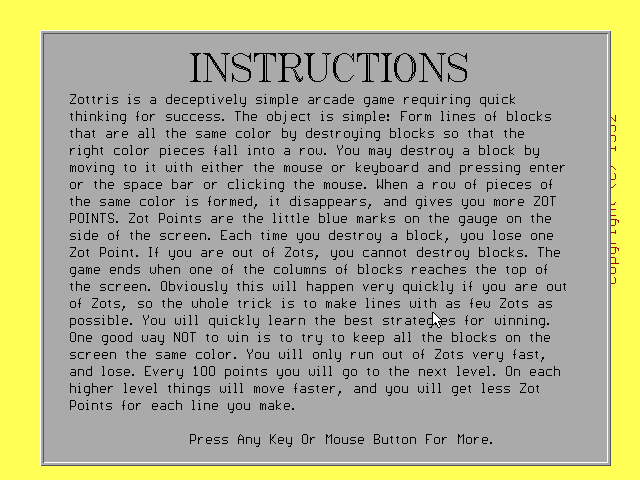 INSTRUCTIONS
Zottris is a deceptively simple arcade game requiring quick
thinking for success. The object is simple: Form lines of blocks
that are all the same color by destroying blocks so that the
right color pieces fall into a row. You may destroy a block by
moving to it with either the mouse or keyboard and pressing enter
or the space bar or clicking the mouse. When a row of pieces of
the same color is formed, it disappears, and gives you more ZOT
POINTS. Zot Points are the little blue marks on the gauge on the
side of the screen. Each time you destroy a block, you lose one
Zot Point. If you are out of Zots, you cannot destroy blocks. The
game ends when one of the columns of blocks reaches the top of
the screen. Obviously this will happen very quickly if you are out
of Zots, so the whole trick is to make lines with as few Zots as
possible. You will quickly learn the best strategies for winning.
One good way NOT to win is to try to keep all the blocks on the
screen the same color. You will only run out of Zots very fast,
and lose. Every 100 points you will go to the next level. On each
higher level things will move faster, and you will get less Zot
Points for each line you make.
Press Any Key Or Mouse Button For More.
Copyright (C) 1992